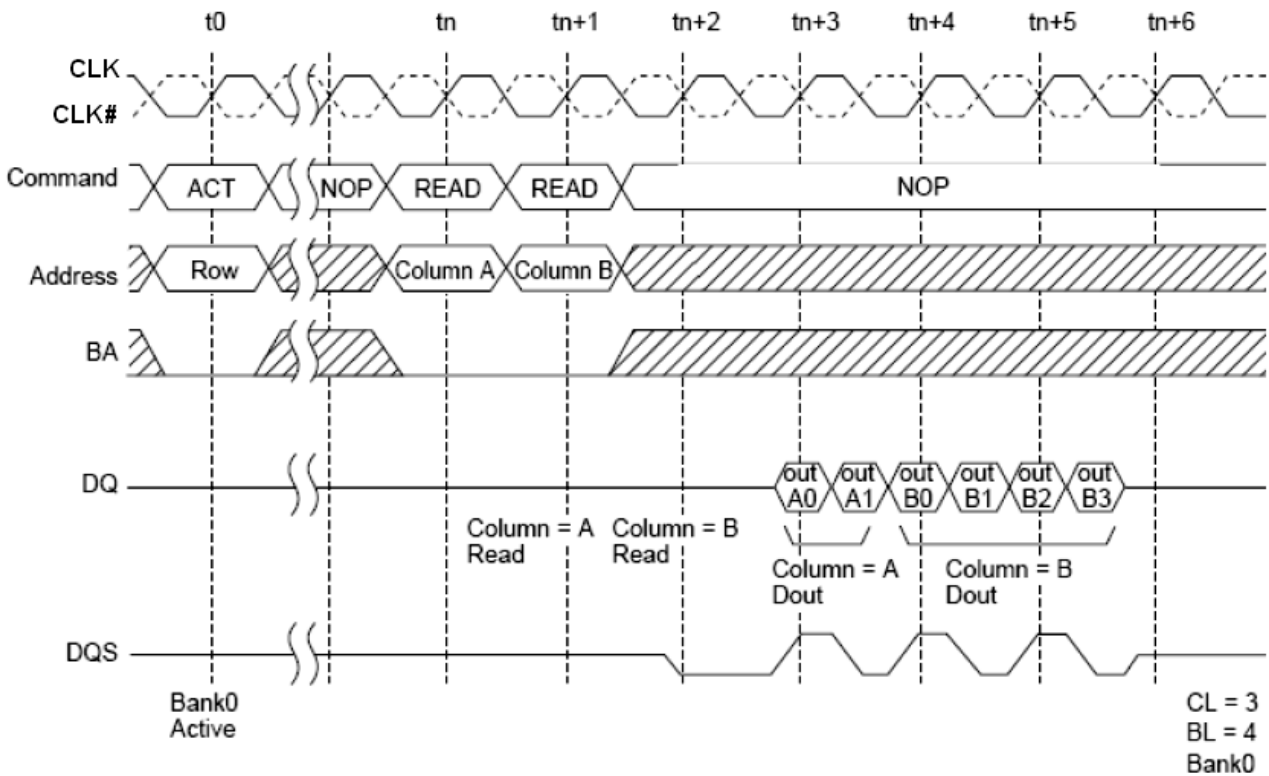 t0 tn tn+1 tn+2 tn+3 tn+4 tn+5 tn+6
CLK
CLK#
Command ACT NOP READ READ NOP
Address Row Column A Column B
BA
DQ out A0 out A1 out B0 out B1 out B2 out B3
Column = A Read
Column = B Read
Column = A Dout
Column = B Dout
DQS
Bank0
Active
CL = 3
BL = 4
Bank0